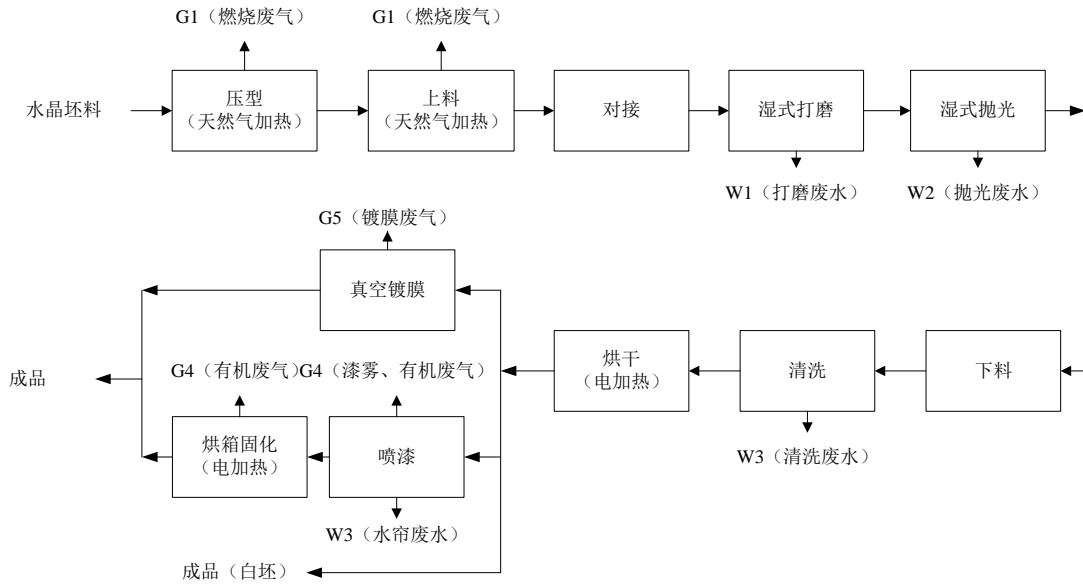 G1（燃烧废气）
G1（燃烧废气）
水晶坯料
压型
（天然气加热）
上料
（天然气加热）
对接
湿式打磨
湿式抛光
W1（打磨废水）
W2（抛光废水）
G5（镀膜废气）
真空镀膜
成品
G4（有机废气）
G4（漆雾、有机废气）
烘干
（电加热）
清洗
下料
烘箱固化
（电加热）
喷漆
W3（清洗废水）
W3（水帘废水）
成品（白坯）